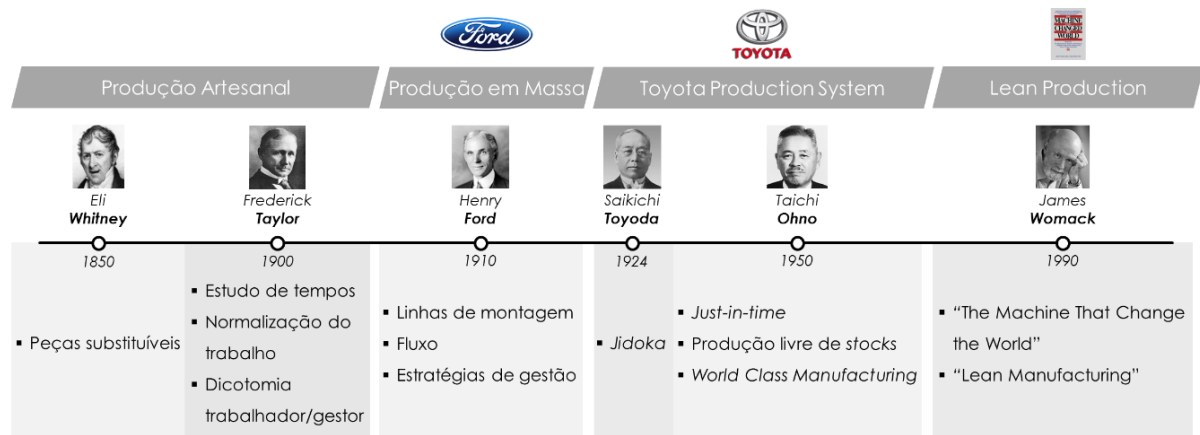 Ford
TOYOTA
MACHINE
CHANGED
WORLD
Produção Artesanal
Produção em Massa
Toyota Production System
Lean Production
Eli
Whitney
Frederick
Taylor
Henry
Ford
Saikichi
Toyoda
Taichi
Ohno
James
Womack
1850
1900
1910
1924
1950
1990
▪ Peças substituíveis
▪ Estudo de tempos
▪ Normalização do
trabalho
▪ Dicotomia
trabalhador/gestor
▪ Linhas de montagem
▪ Fluxo
▪ Estratégias de gestão
▪ Jidoka
▪ Just-in-time
▪ Produção livre de stocks
▪ World Class Manufacturing
▪ “The Machine That Change
the World”
▪ “Lean Manufacturing”